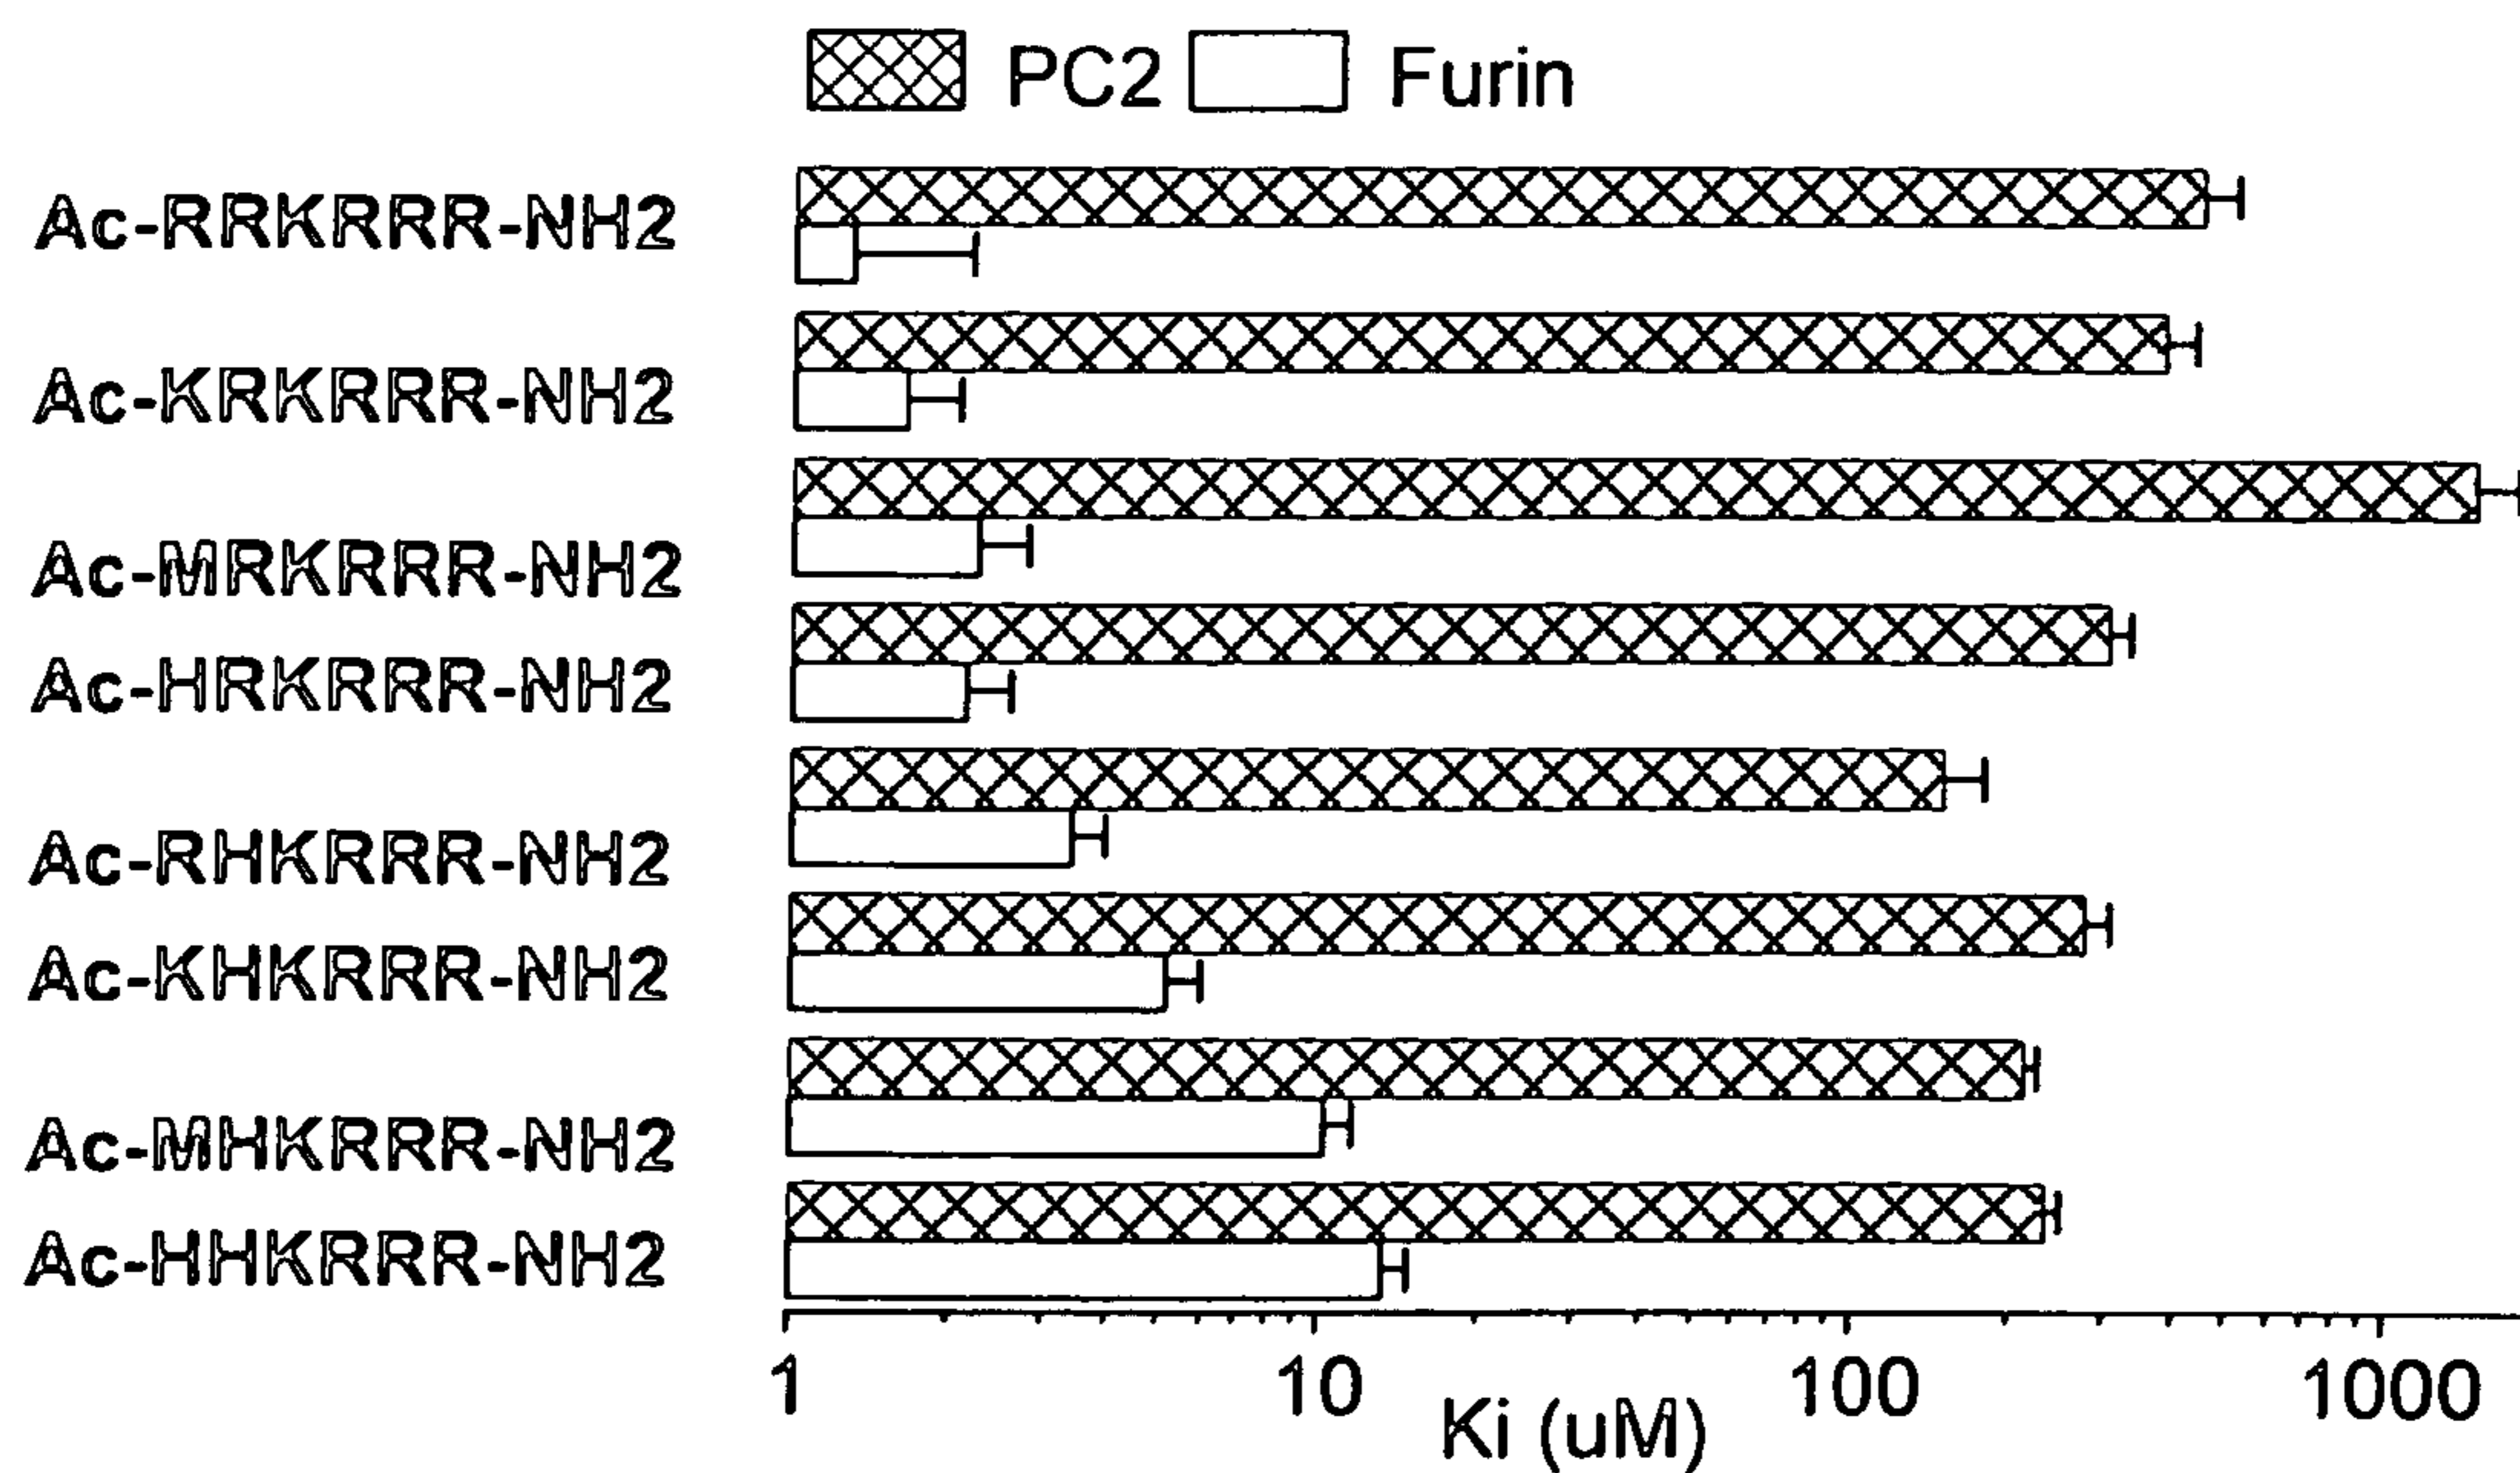 PC2 Furin
Ac-RRKRRR-NH2
Ac-KRKRRR-NH2
Ac-MRKRRR-NH2
Ac-HRKRRR-NH2
Ac-RHKRRR-NH2
Ac-KHKRRR-NH2
Ac-MHKRRR-NH2
Ac-HHKRRR-NH2
1 10 100 1000
Ki (uM)